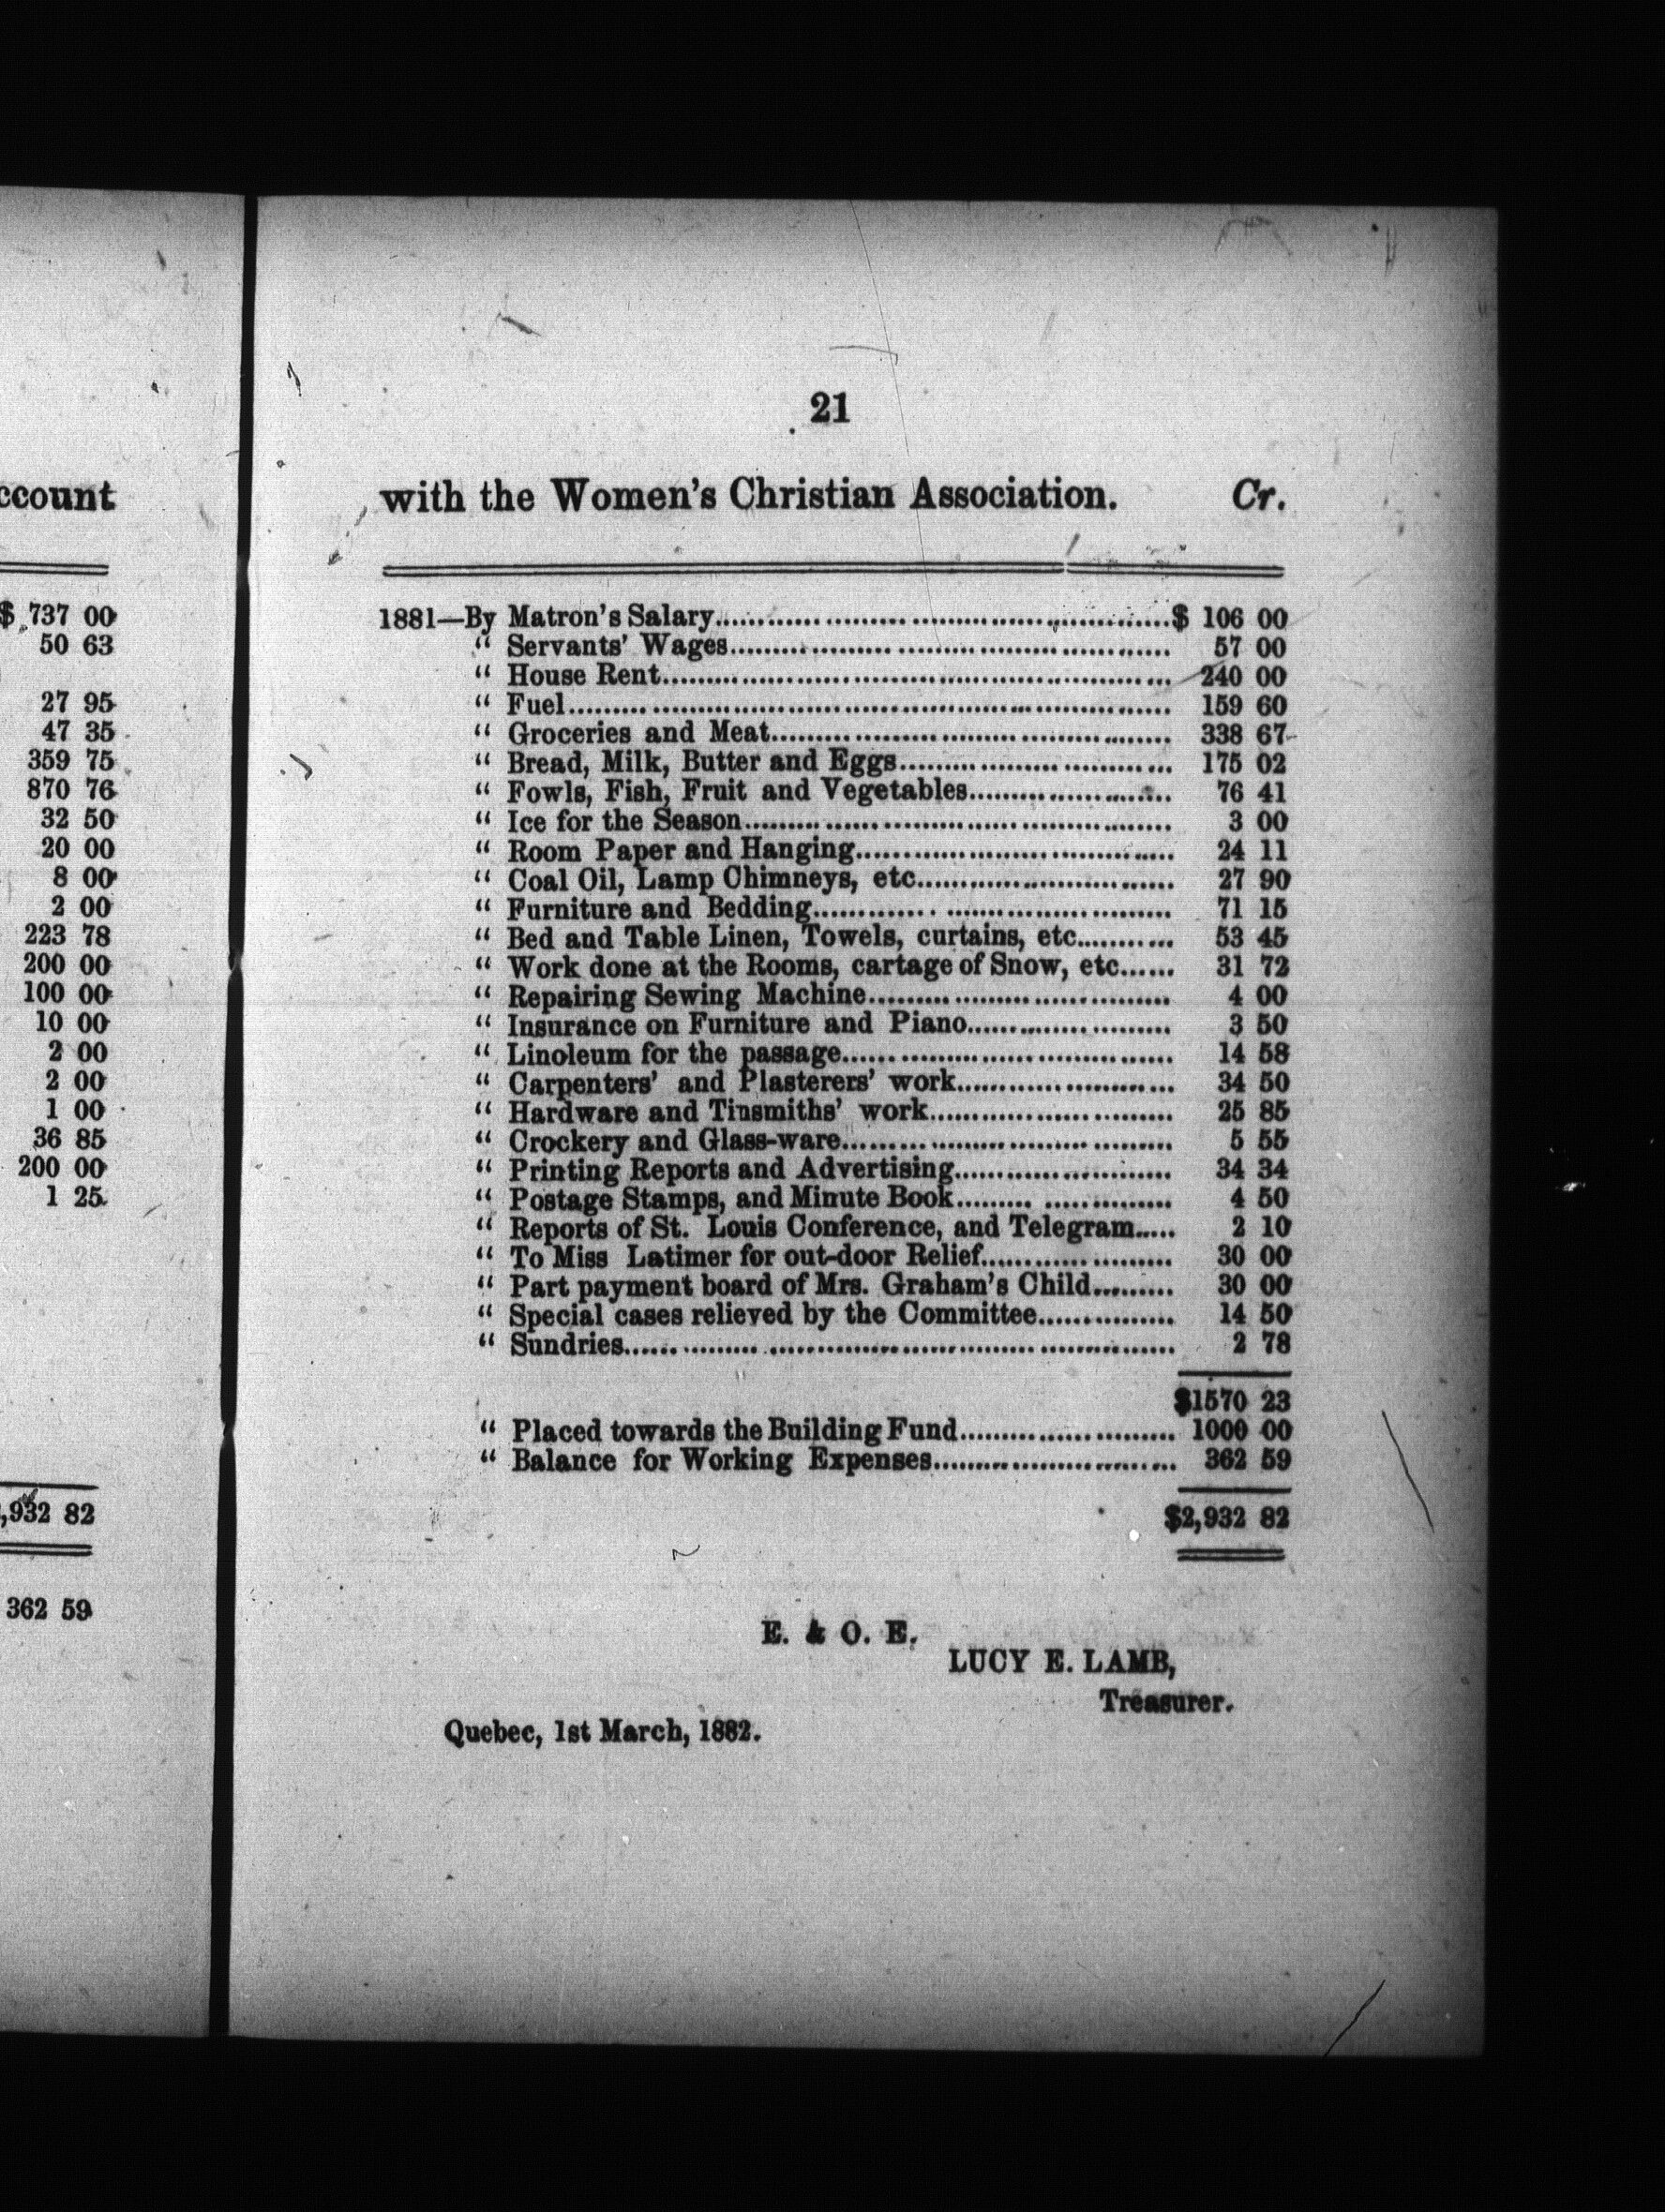 ccount
$ 737 00
50 63
27 95
47 35
359 75
870 76
32 50
20 00
8 00
2 00
223 78
200 00
100 00
10 00
2 00
2 00
1 00
36 85
200 00
1 25
,932 82
362 59
21
with the Women's Christian Association. Cr.
1881—By Matron's Salary.......... $ 106 00
“ Servants' Wages.......... 57 00
“ House Rent.......... 240 00
“ Fuel.......... 159 60
“ Groceries and Meat.......... 338 67
“ Bread, Milk, Butter and Eggs.......... 175 02
“ Fowls, Fish, Fruit and Vegetables.......... 76 41
“ Ice for the Season.......... 3 00
“ Room Paper and Hanging.......... 24 11
“ Coal Oil, Lamp Chimneys, etc.......... 27 90
“ Furniture and Bedding.......... 71 15
“ Bed and Table Linen, Towels, curtains, etc.......... 53 45
“ Work done at the Rooms, cartage of Snow, etc...... 31 72
“ Repairing Sewing Machine.......... 4 00
“ Insurance on Furniture and Piano.......... 3 50
“ Linoleum for the passage.......... 14 58
“ Carpenters' and Plasterers' work.......... 34 50
“ Hardware and Tinsmiths' work.......... 25 85
“ Crockery and Glass-ware.......... 5 55
“ Printing Reports and Advertising.......... 34 34
“ Postage Stamps, and Minute Book.......... 4 50
“ Reports of St. Louis Conference, and Telegram..... 2 10
“ To Miss Latimer for out-door Relief.......... 30 00
“ Part payment board of Mrs. Graham's Child......... 30 00
“ Special cases relieved by the Committee.......... 14 50
“ Sundries.......... 2 78
$1570 23
“ Placed towards the Building Fund.......... 1000 00
“ Balance for Working Expenses.......... 362 59
$2,932 82
E. & O. E.
LUCY E. LAMB,
Treasurer.
Quebec, 1st March, 1882.